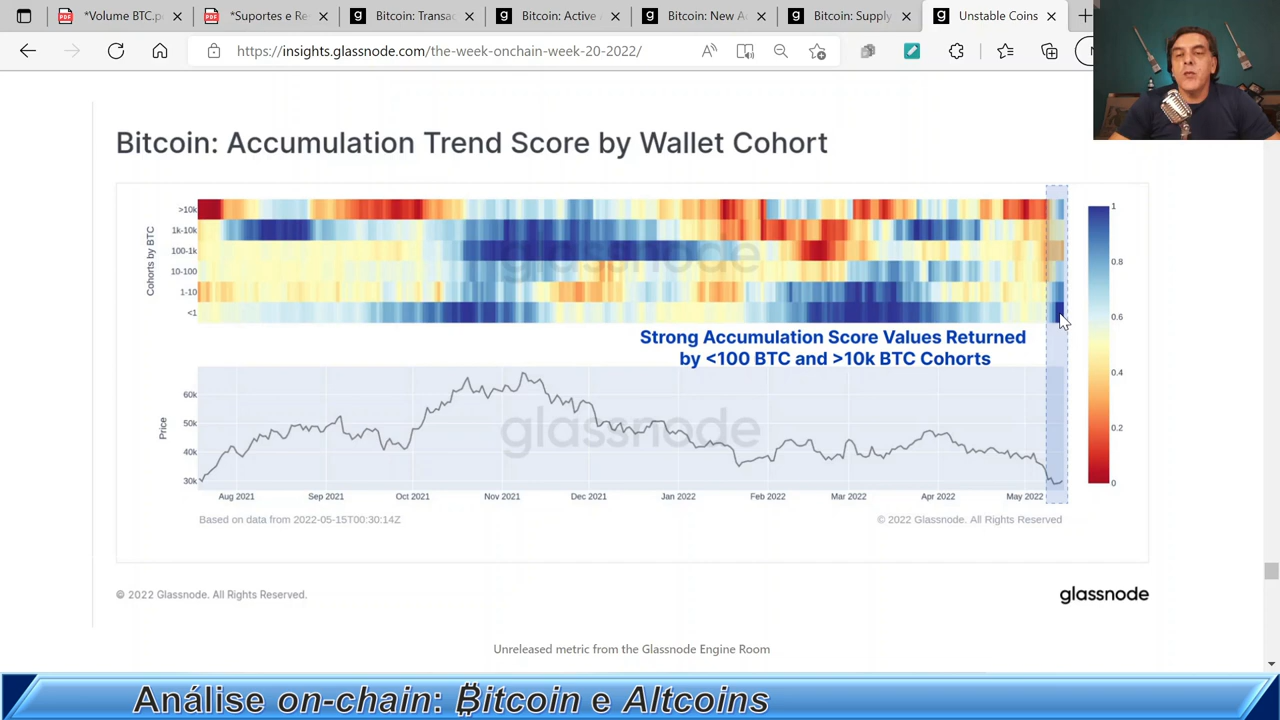 *Volume BTC.p
*Suportes e Re
Bitcoin: Transac
Bitcoin: Active
Bitcoin: New A
Bitcoin: Supply
Unstable Coins
https://insights.glassnode.com/the-week-onchain-week-20-2022/
Bitcoin: Accumulation Trend Score by Wallet Cohort
Cohorts by BTC
>10k
1k-10k
100-1k
10-100
1-10
<1
glassnode
1
0.8
0.6
0.4
0.2
0
Strong Accumulation Score Values Returned
by <100 BTC and >10k BTC Cohorts
Price
60k
50k
40k
30k
glassnode
Aug 2021 Sep 2021 Oct 2021 Nov 2021 Dec 2021 Jan 2022 Feb 2022 Mar 2022 Apr 2022 May 2022
Based on data from 2022-05-15T00:30:14Z © 2022 Glassnode. All Rights Reserved
© 2022 Glassnode. All Rights Reserved. glassnode
Unreleased metric from the Glassnode Engine Room
Análise on-chain: ₿itcoin e Altcoins